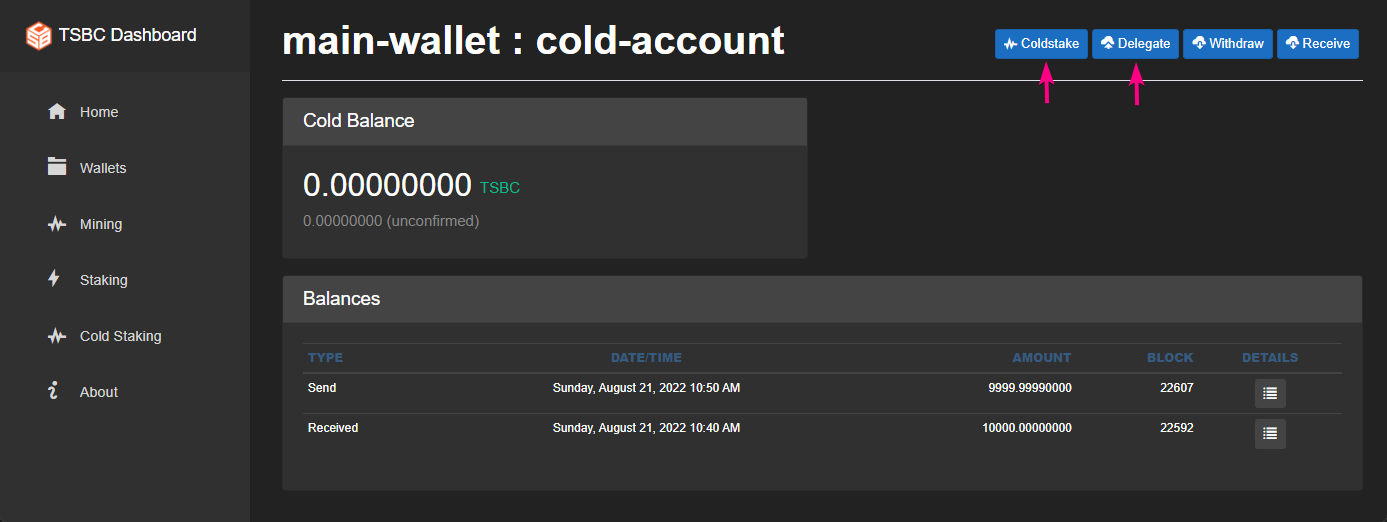 TSBC Dashboard
main-wallet : cold-account
Coldstake Delegate Withdraw Receive
Home
Wallets
Mining
Staking
Cold Staking
About
Cold Balance
0.00000000 TSBC
0.00000000 (unconfirmed)
Balances
TYPE DATE/TIME AMOUNT BLOCK DETAILS
Send Sunday, August 21, 2022 10:50 AM 9999.99990000 22607
Received Sunday, August 21, 2022 10:40 AM 10000.00000000 22592